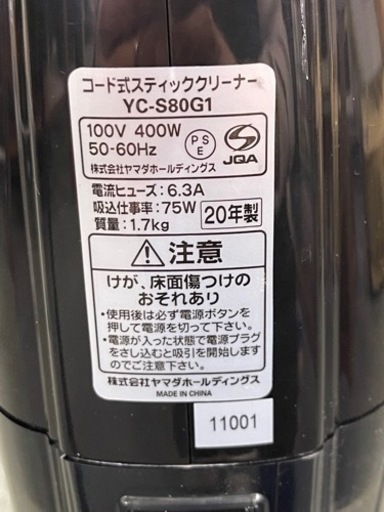 コード式スティッククリーナー
YC-S80G1
100V 400W
50-60Hz
PS
E
JQA
株式会社ヤマダホールディングス
電流ヒューズ：6.3A
吸込仕事率：75W
質量：1.7kg
20年製
注意
けが、床面傷つけの
おそれあり
・使用後は必ず電源ボタンを
押して電源を切って下さい。
・電源が入った状態で電源プラグ
をさし込むと吸引を開始します
のでご注意下さい。
株式会社ヤマダホールディングス
MADE IN CHINA
11001